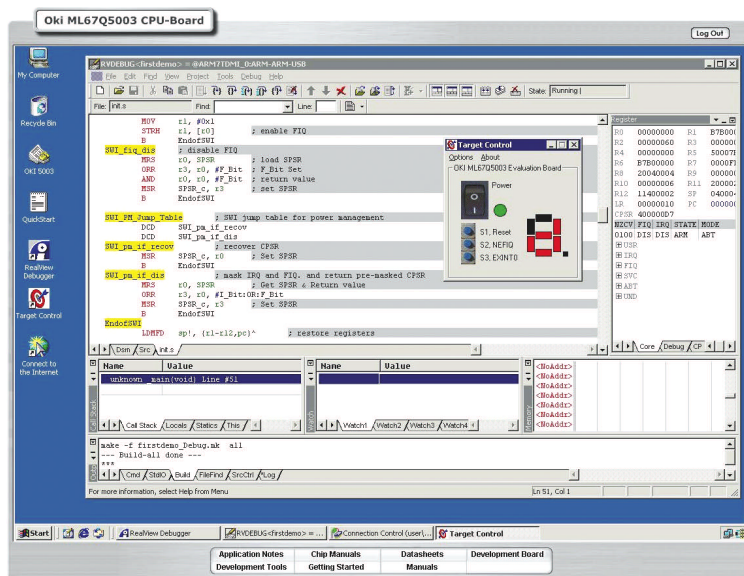 Oki ML67Q5003 CPU-Board
Log Out
My Computer
Recycle Bin
OKI 5003
QuickStart
RealView Debugger
Target Control
Connect to the Internet
RVDEBUG<firstdemo> = @ARM7TDMI_0:ARM-ARM-USB
File Edit Find View Project Tools Debug Help
State: Running
File: init.s Find: Line:
MOV r1, #0x1
STRH r1, [r0] ; enable FIQ
B EndofSWI
SWI_fiq_dis ; disable FIQ
MRS r0, SPSR ; load SPSR
ORR r3, r0, #F_Bit ; F_Bit Set
AND r0, r0, #F_Bit ; return value
MSR SPSR_c, r3 ; set SPSR
B EndofSWI
SWI_PM_Jump_Table ; SWI jump table for power management
DCD SWI_pm_if_recov
DCD SWI_pm_if_dis
SWI_pm_if_recov ; recover CPSR
MSR SPSR_c, r0 ; Set SPSR
B EndofSWI
SWI_pm_if_dis ; mask IRQ and FIQ. and return pre-masked CPSR
MRS r0, SPSR ; Get SPSR & Return value
ORR r3, r0, #I_Bit:OR:F_Bit
MSR SPSR_c, r3 ; Set SPSR
B EndofSWI
EndofSWI
LDMFD sp!, {r1-r12,pc}^ ; restore registers
Dsm Src init.s
Target Control
Options About
OKI ML67Q5003 Evaluation Board
Power
S1, Reset
S2, NEFIQ
S3, EXINT0
Register
R0 00000000 R1 B7B000
R2 00000060 R3 000000
R4 00000000 R5 50007
R6 B7B00000 R7 0000F
R8 20040004 R9 000000
R10 00000006 R11 20000
R12 11400002 SP 04000
LR 00000010 PC 000000
CPSR 400000D7
NZCV FIQ IRQ STATE MODE
0100 DIS DIS ARM ABT
USR
IRQ
FIQ
SVC
ABT
UND
Core Debug CP
Name Value
unknown _main(void) Line #51
Call Stack
Call Stack Locals Statics This
Name Value
Watch
Watch1 Watch2 Watch3 Watch4
Memory
<NoAddr>
<NoAddr>
<NoAddr>
<NoAddr>
<NoAddr>
<NoAddr>
<NoAddr>
make -f firstdemo_Debug.mk all
--- Build-all done ---
***
Cmd StdIO Build FileFind SrcCtrl *Log
For more information, select Help from Menu
Ln 51, Col 1
Start
RealView Debugger
RVDEBUG<firstdemo> = ...
Connection Control (user\...
Target Control
Application Notes Chip Manuals Datasheets Development Board
Development Tools Getting Started Manuals